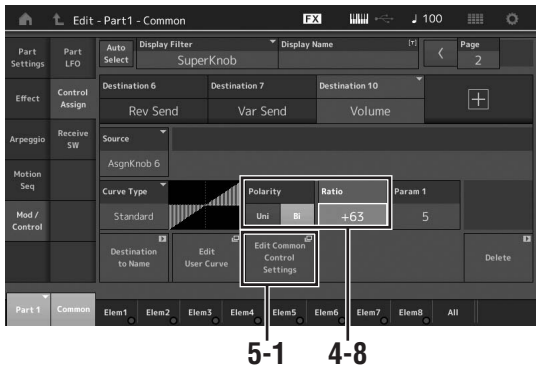 Edit - Part1 - Common
FX
100
Part Settings
Part LFO
Auto Select
Display Filter
SuperKnob
Display Name
[T]
Page
2
Effect
Control Assign
Destination 6
Rev Send
Destination 7
Var Send
Destination 10
Volume
Arpeggio
Receive SW
Source
AsgnKnob 6
Motion Seq
Curve Type
Standard
Polarity
Uni
Bi
Ratio
+63
Param 1
5
Mod / Control
Destination to Name
Edit User Curve
Edit Common Control Settings
Delete
Part 1
Common
Elem1
Elem2
Elem3
Elem4
Elem5
Elem6
Elem7
Elem8
All
5-1
4-8